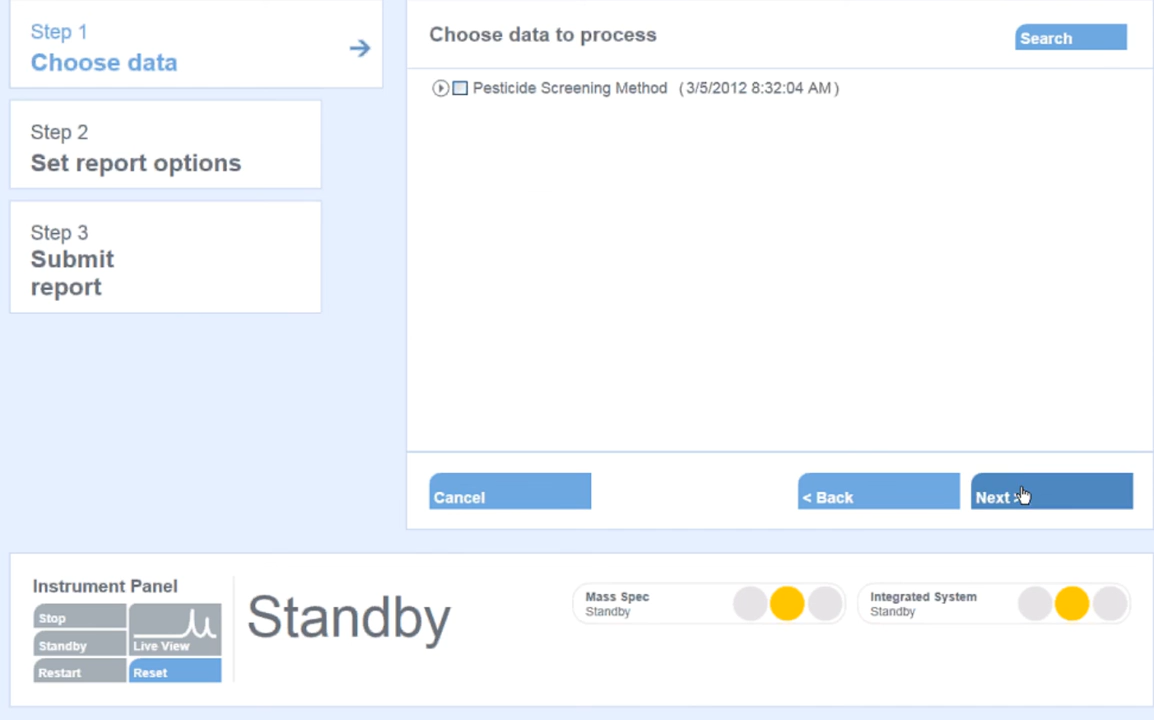 Step 1
Choose data
Step 2
Set report options
Step 3
Submit
report
Choose data to process
Search
Pesticide Screening Method (3/5/2012 8:32:04 AM)
Cancel
< Back
Next >
Instrument Panel
Stop
Standby
Live View
Restart
Reset
Standby
Mass Spec
Standby
Integrated System
Standby